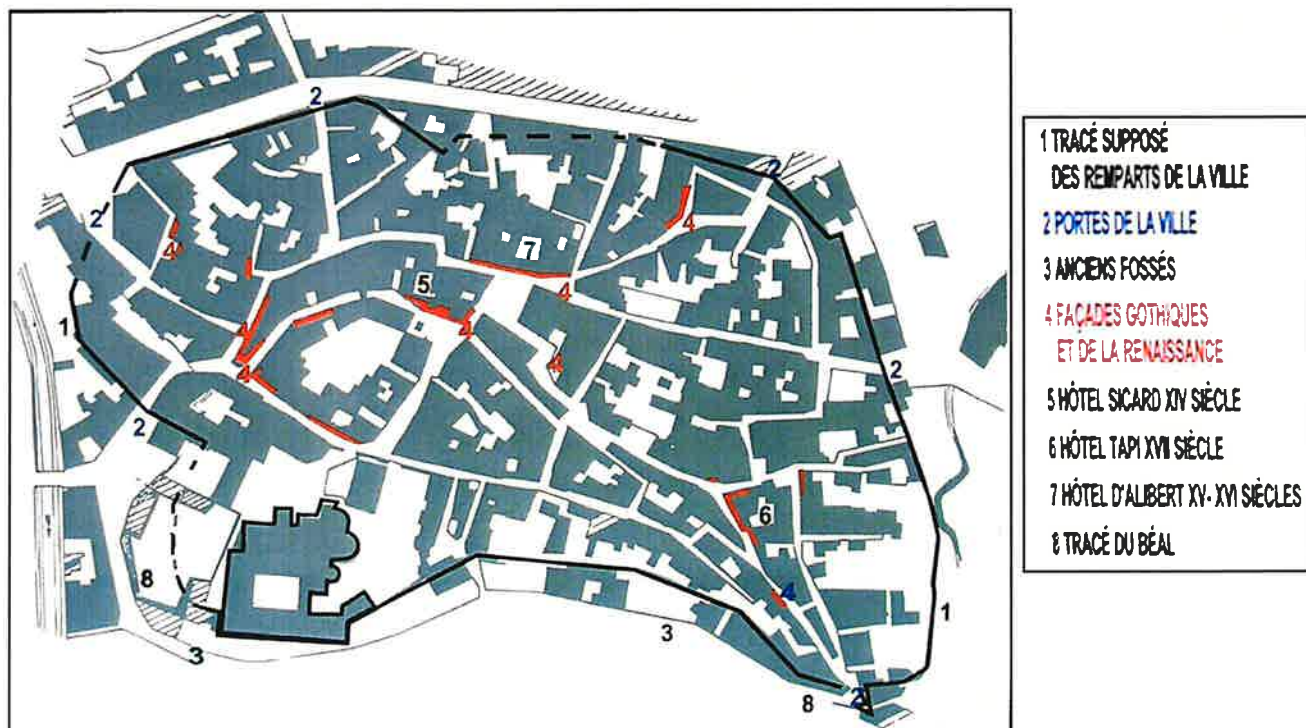 2
2
2
4
4
7
5
4
4
1
4
4
4
2
2
6
4
8
3
3
1
8
2
1 TRACÉ SUPPOSÉ
DES REMPARTS DE LA VILLE
2 PORTES DE LA VILLE
3 ANCIENS FOSSÉS
4 FAÇADES GOTHIQUES
ET DE LA RENAISSANCE
5 HÔTEL SICARD XIV SIÈCLE
6 HÔTEL TAPI XVII SIÈCLE
7 HÔTEL D'ALIBERT XV- XVI SIÈCLES
8 TRACÉ DU BÉAL